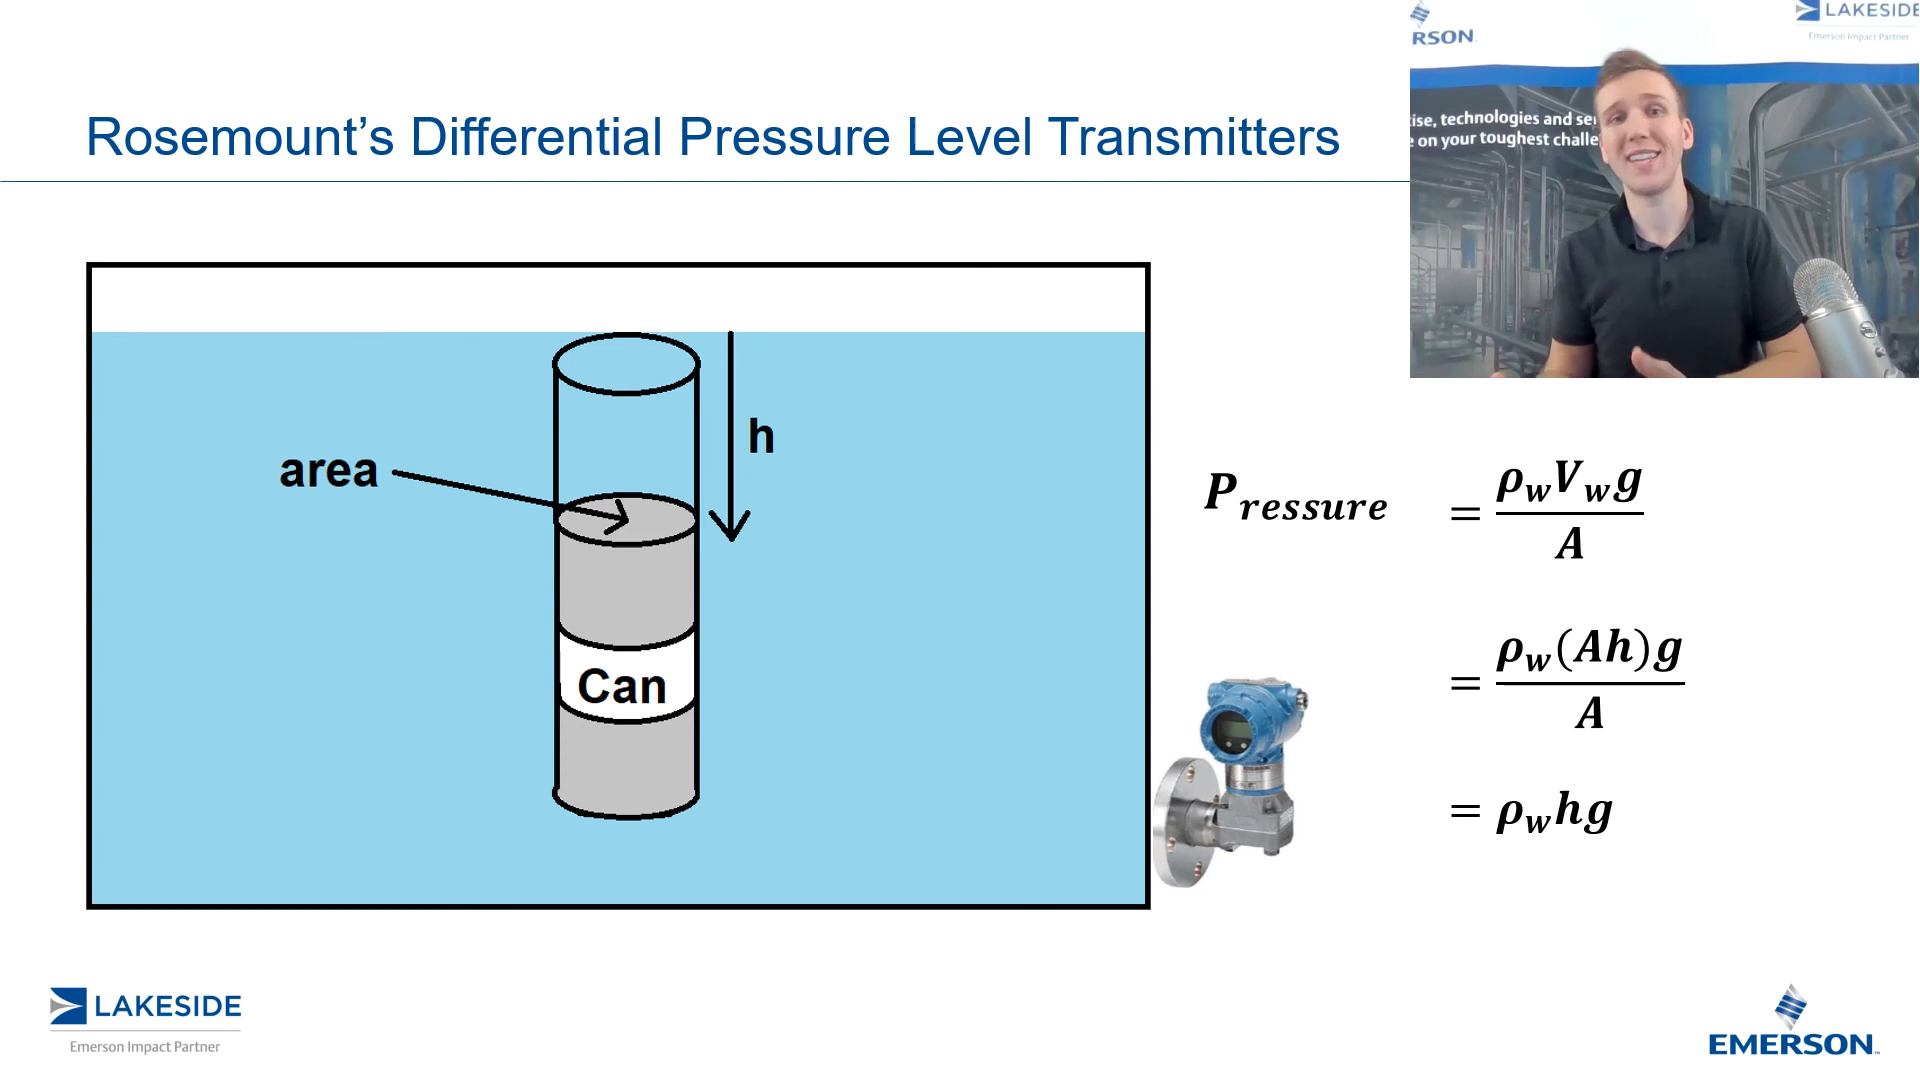 RSON
LAKESIDE
Emerson Impact Partner
Rosemount’s Differential Pressure Level Transmitters
ise, technologies and se
on your toughest challe
h
area
Can
Pressure = ρwVwg / A
= ρw(Ah)g / A
= ρwhg
LAKESIDE
Emerson Impact Partner
EMERSON